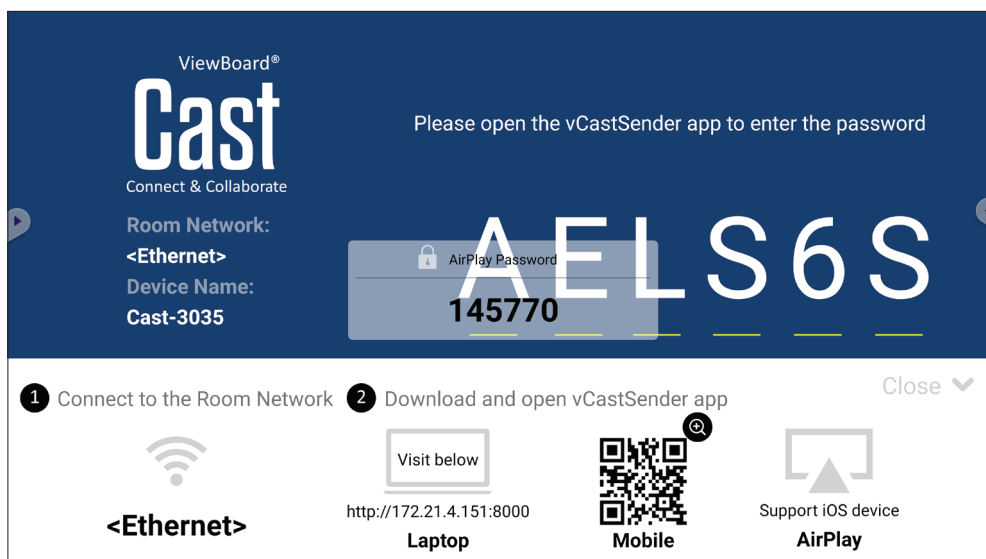 ViewBoard®
Cast
Connect & Collaborate
Please open the vCastSender app to enter the password
Room Network:
<Ethernet>
Device Name:
Cast-3035
AELS6S
AirPlay Password
145770
Close
1 Connect to the Room Network
2 Download and open vCastSender app
<Ethernet>
Visit below
http://172.21.4.151:8000
Laptop
Mobile
Support iOS device
AirPlay